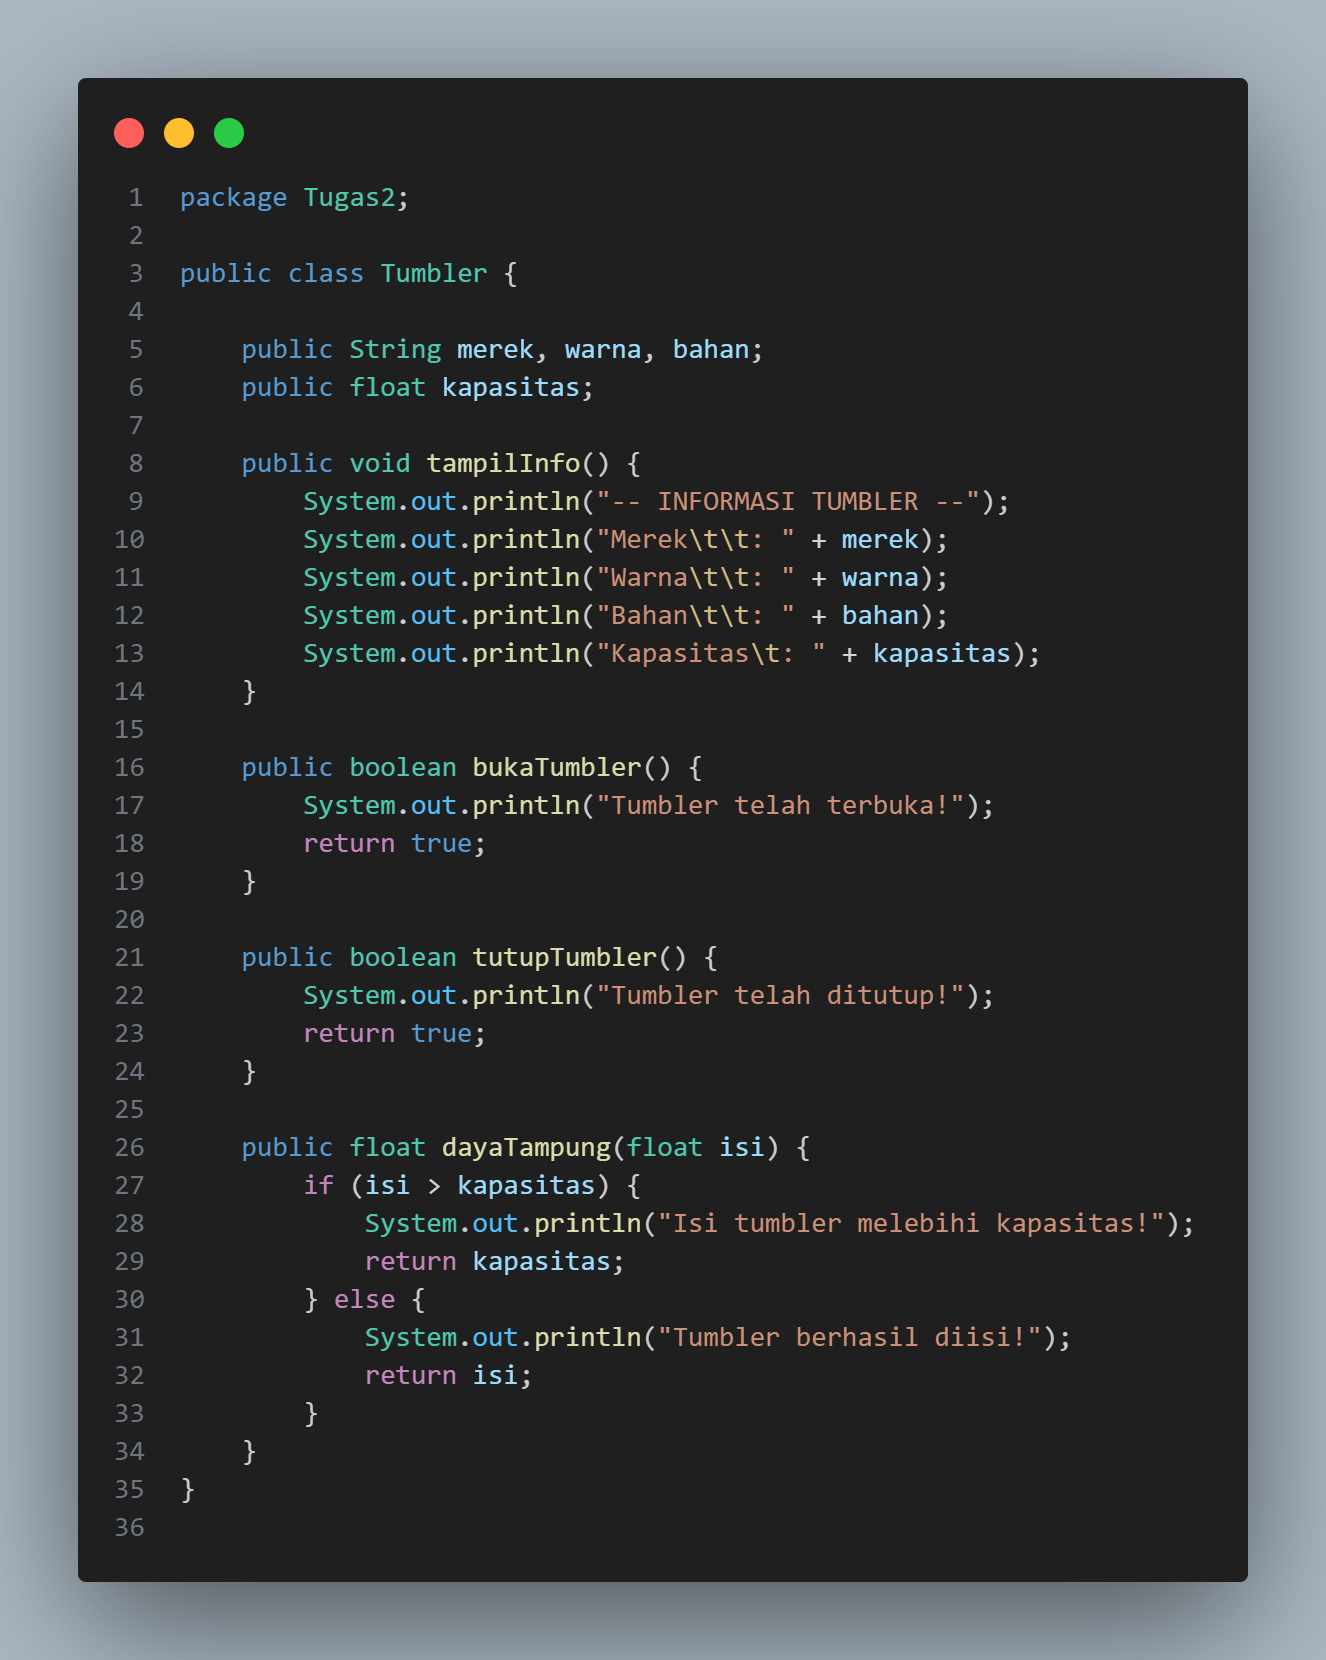 1 package Tugas2;
2
3 public class Tumbler {
4
5     public String merek, warna, bahan;
6     public float kapasitas;
7
8     public void tampilInfo() {
9         System.out.println("-- INFORMASI TUMBLER --");
10         System.out.println("Merek\t\t: " + merek);
11         System.out.println("Warna\t\t: " + warna);
12         System.out.println("Bahan\t\t: " + bahan);
13         System.out.println("Kapasitas\t: " + kapasitas);
14     }
15
16     public boolean bukaTumbler() {
17         System.out.println("Tumbler telah terbuka!");
18         return true;
19     }
20
21     public boolean tutupTumbler() {
22         System.out.println("Tumbler telah ditutup!");
23         return true;
24     }
25
26     public float dayaTampung(float isi) {
27         if (isi > kapasitas) {
28             System.out.println("Isi tumbler melebihi kapasitas!");
29             return kapasitas;
30         } else {
31             System.out.println("Tumbler berhasil diisi!");
32             return isi;
33         }
34     }
35 }
36